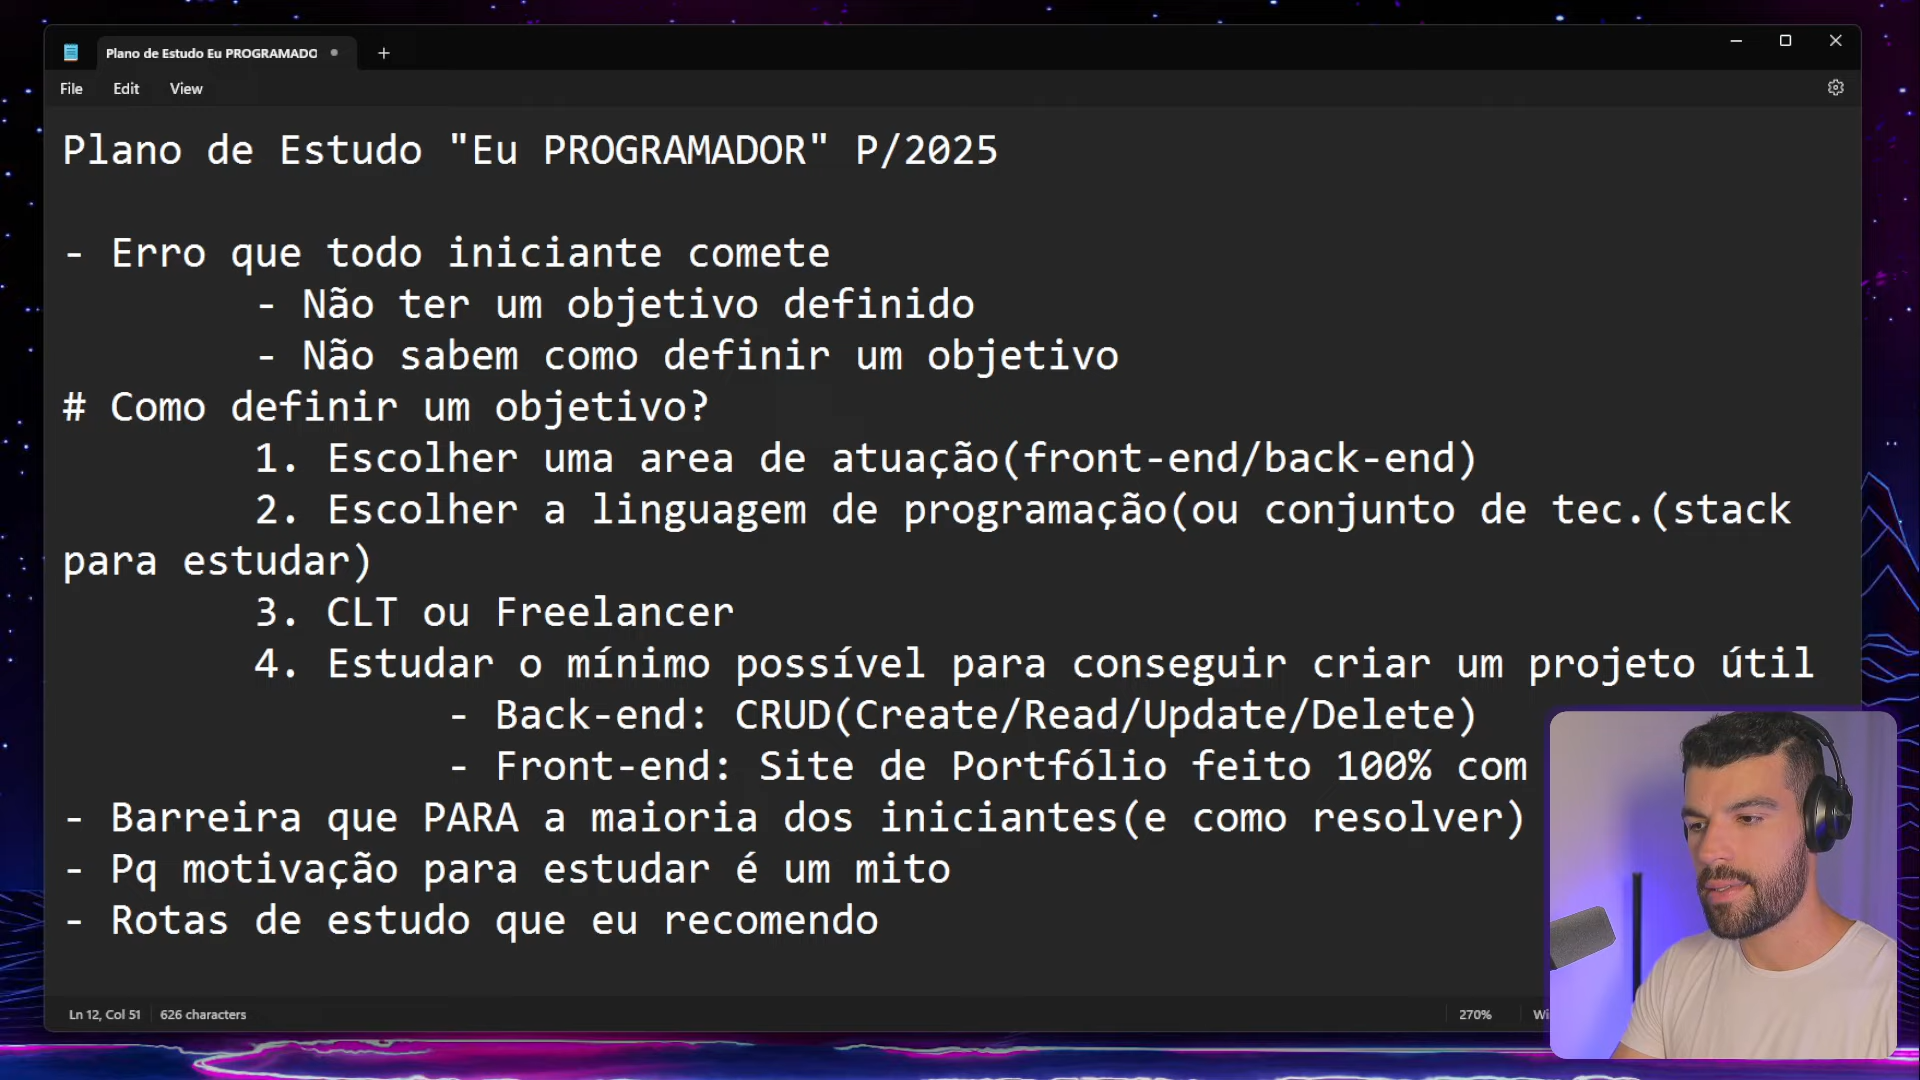 Plano de Estudo Eu PROGRAMADO
File Edit View
Plano de Estudo "Eu PROGRAMADOR" P/2025
- Erro que todo iniciante comete
- Não ter um objetivo definido
- Não sabem como definir um objetivo
# Como definir um objetivo?
1. Escolher uma area de atuação(front-end/back-end)
2. Escolher a linguagem de programação(ou conjunto de tec.(stack
para estudar)
3. CLT ou Freelancer
4. Estudar o mínimo possível para conseguir criar um projeto útil
- Back-end: CRUD(Create/Read/Update/Delete)
- Front-end: Site de Portfólio feito 100% com
- Barreira que PARA a maioria dos iniciantes(e como resolver)
- Pq motivação para estudar é um mito
- Rotas de estudo que eu recomendo
Ln 12, Col 51 626 characters 270%